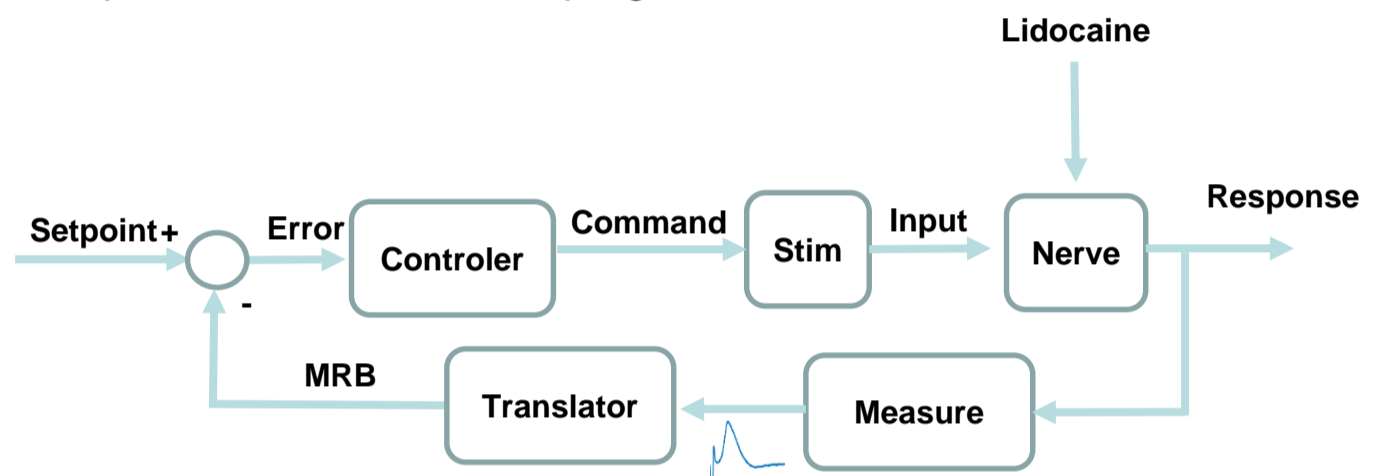 Lidocaine
Setpoint+
Error
Command
Input
Response
Controler
Stim
Nerve
-
MRB
Translator
Measure